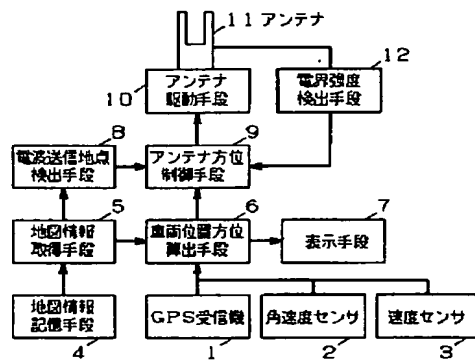 11 アンテナ
10
アンテナ
駆動手段
電界強度
検出手段
12
8
電波送信地点
検出手段
9
アンテナ方位
制御手段
5
地図情報
取得手段
6
車両位置方位
算出手段
7
表示手段
地図情報
記憶手段
4
GPS受信機
1
角速度センサ
2
速度センサ
3